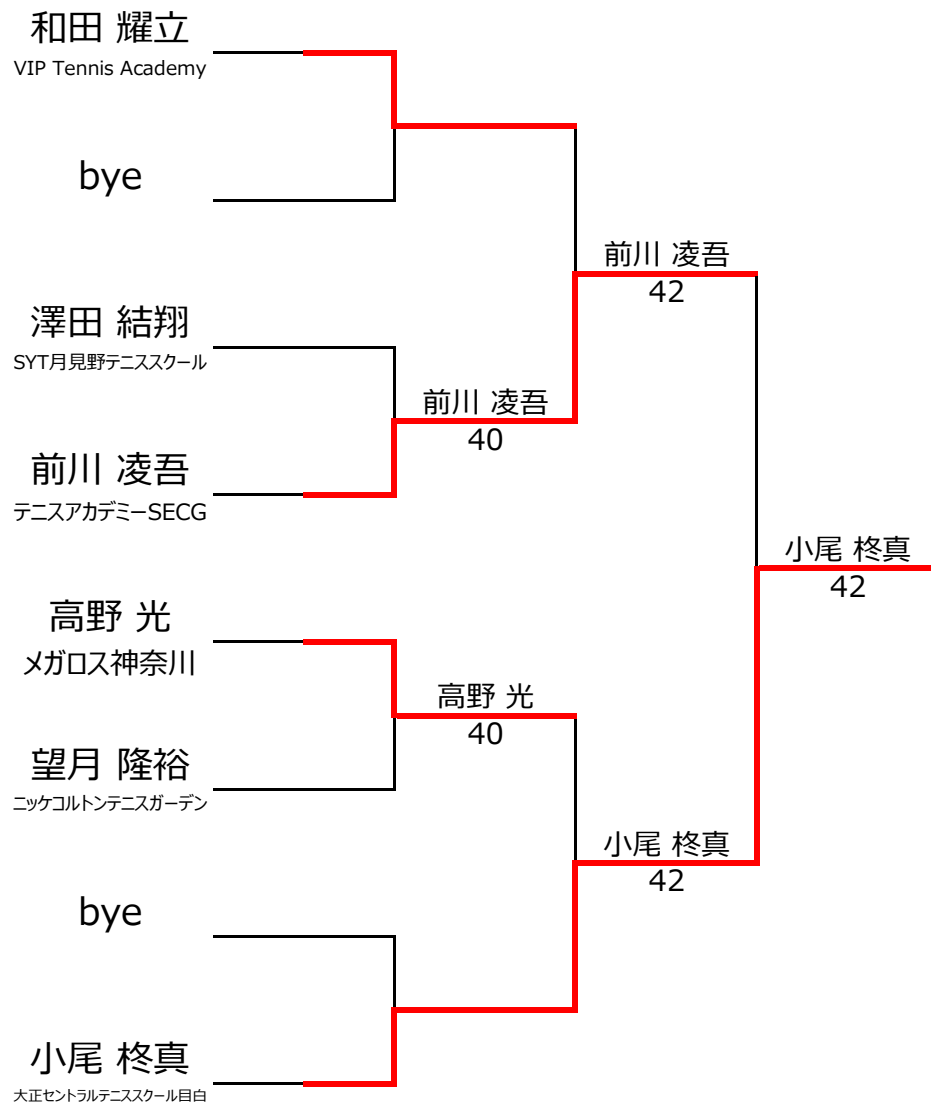 和田 耀立
VIP Tennis Academy
bye
前川 凌吾
42
澤田 結翔
SYT月見野テニススクール
前川 凌吾
40
前川 凌吾
テニスアカデミーSECG
小尾 柊真
42
高野 光
メガロス神奈川
高野 光
40
望月 隆裕
ニッケコルトンテニスガーデン
小尾 柊真
42
bye
小尾 柊真
大正セントラルテニススクール目白